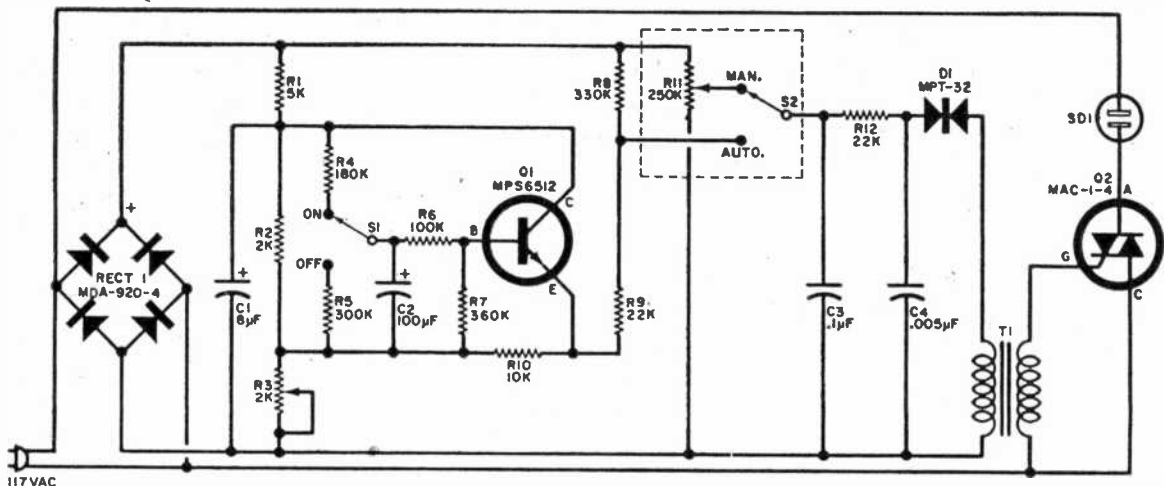 R1
5K
R8
330K
R11
250K
MAN.
S2
AUTO.
D1
MPT-32
R12
22K
SD1
Q2
MAC-1-4
A
G
C
R4
180K
Q1
MPS6512
C
B
E
ON
S1
R6
100K
R2
2K
OFF
+
RECT 1
MDA-920-4
+
C1
8µF
R5
300K
+
C2
100µF
R7
360K
R9
22K
C3
.1µF
C4
.005µF
T1
R10
10K
R3
2K
117VAC